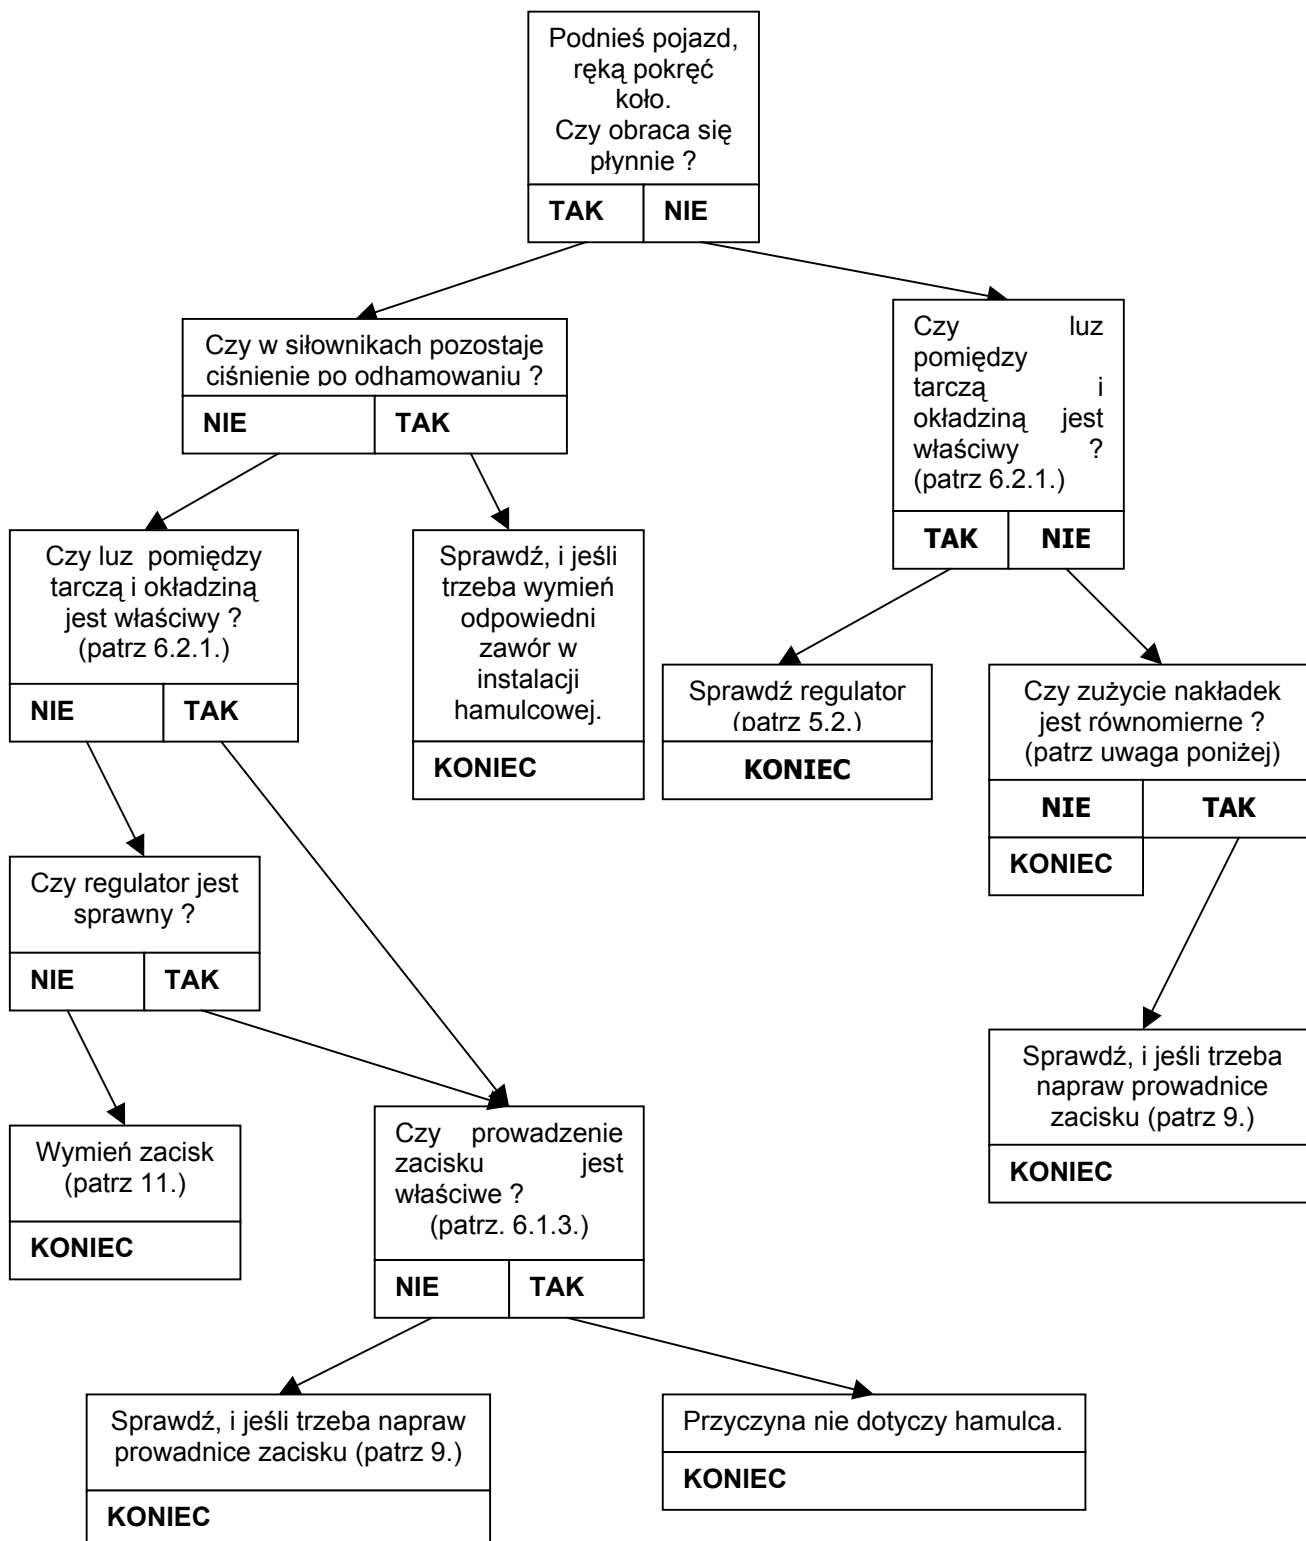 Podnieś pojazd,
ręką pokręć
koło.
Czy obraca się
płynnie ?
TAK NIE
Czy w siłownikach pozostaje
ciśnienie po odhamowaniu ?
NIE TAK
Czy luz
pomiędzy
tarczą i
okładziną jest
właściwy ?
(patrz 6.2.1.)
TAK NIE
Czy luz pomiędzy
tarczą i okładziną
jest właściwy ?
(patrz 6.2.1.)
NIE TAK
Sprawdź, i jeśli
trzeba wymień
odpowiedni
zawór w
instalacji
hamulcowej.
KONIEC
Sprawdź regulator
(patrz 5.2.)
KONIEC
Czy zużycie nakładek
jest równomierne ?
(patrz uwaga poniżej)
NIE TAK
KONIEC
Czy regulator jest
sprawny ?
NIE TAK
Sprawdź, i jeśli trzeba
napraw prowadnice
zacisku (patrz 9.)
KONIEC
Wymień zacisk
(patrz 11.)
KONIEC
Czy prowadzenie
zacisku jest
właściwe ?
(patrz. 6.1.3.)
NIE TAK
Sprawdź, i jeśli trzeba napraw
prowadnice zacisku (patrz 9.)
KONIEC
Przyczyna nie dotyczy hamulca.
KONIEC